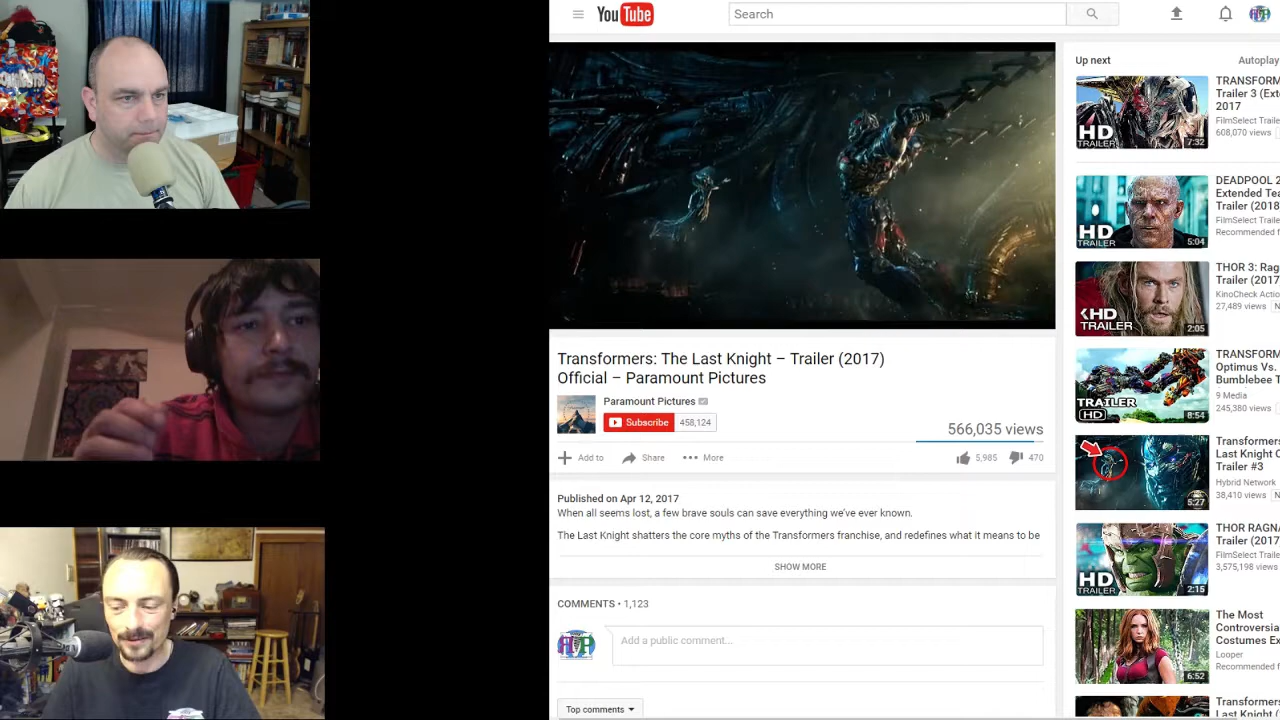 YouTube
Search
Up next
Autoplay
TRANSFORM
Trailer 3 (Ext
2017
FilmSelect Traile
608,070 views
HD
TRAILER
7:32
DEADPOOL 2
Extended Tea
Trailer (2018
FilmSelect Traile
Recommended f
HD
TRAILER
5:04
THOR 3: Rag
Trailer (2017
KinoCheck Actio
27,489 views N
KHD
TRAILER
2:05
TRANSFORM
Optimus Vs.
Bumblebee T
9 Media
245,380 views
TRAILER
HD
8:54
Transformers
Last Knight O
Trailer #3
Hybrid Network
38,410 views N
5:27
THOR RAGNA
Trailer (2017
FilmSelect Traile
3,575,198 views
HD
TRAILER
2:15
The Most
Controversia
Costumes Ex
Looper
Recommended f
6:52
Transformers
Last Knight (
Transformers: The Last Knight – Trailer (2017)
Official – Paramount Pictures
Paramount Pictures
Subscribe 458,124
566,035 views
Add to Share More 5,985 470
Published on Apr 12, 2017
When all seems lost, a few brave souls can save everything we've ever known.
The Last Knight shatters the core myths of the Transformers franchise, and redefines what it means to be
SHOW MORE
COMMENTS • 1,123
Add a public comment...
Top comments